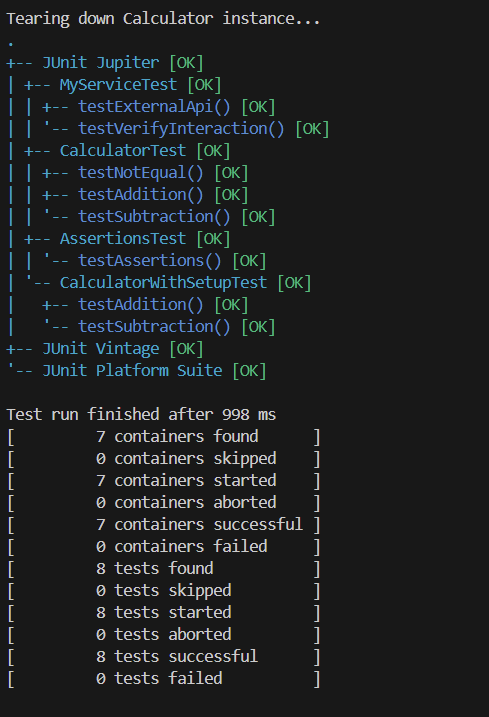 Tearing down Calculator instance...
.
+-- JUnit Jupiter [OK]
| +-- MyServiceTest [OK]
| | +-- testExternalApi() [OK]
| | '-- testVerifyInteraction() [OK]
| +-- CalculatorTest [OK]
| | +-- testNotEqual() [OK]
| | +-- testAddition() [OK]
| | '-- testSubtraction() [OK]
| +-- AssertionsTest [OK]
| | '-- testAssertions() [OK]
| '-- CalculatorWithSetupTest [OK]
|   +-- testAddition() [OK]
|   '-- testSubtraction() [OK]
+-- JUnit Vintage [OK]
'-- JUnit Platform Suite [OK]

Test run finished after 998 ms
[         7 containers found      ]
[         0 containers skipped    ]
[         7 containers started    ]
[         0 containers aborted    ]
[         7 containers successful ]
[         0 containers failed     ]
[         8 tests found           ]
[         0 tests skipped         ]
[         8 tests started         ]
[         0 tests aborted         ]
[         8 tests successful      ]
[         0 tests failed          ]